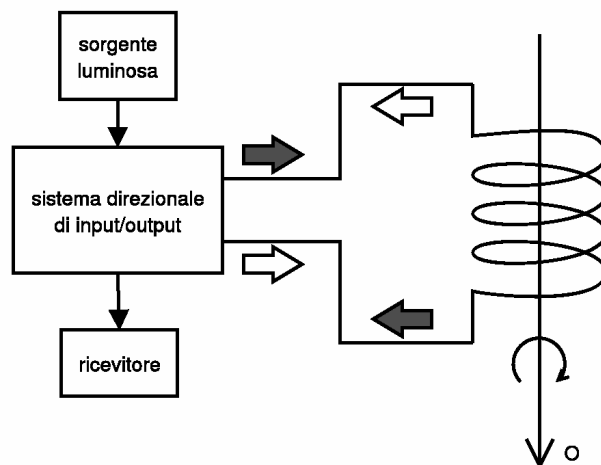 sorgente
luminosa
sistema direzionale
di input/output
ricevitore
O